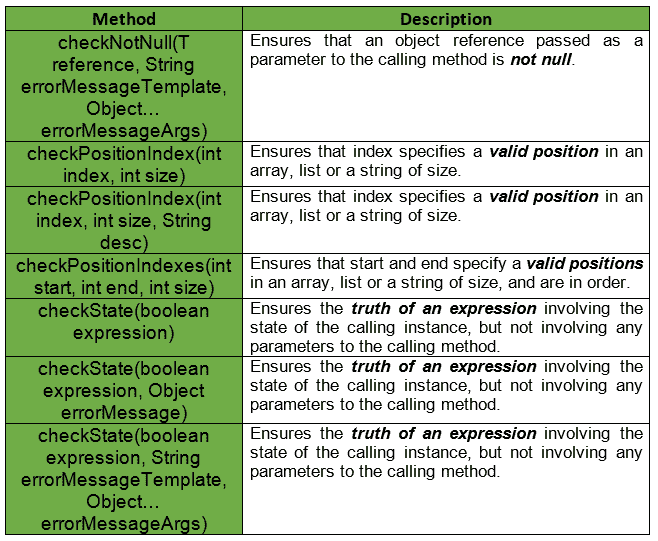 Method
Description
checkNotNull(T
reference, String
errorMessageTemplate,
Object…
errorMessageArgs)
Ensures that an object reference passed as a
parameter to the calling method is not null.
checkPositionIndex(int
index, int size)
Ensures that index specifies a valid position in an
array, list or a string of size.
checkPositionIndex(int
index, int size, String
desc)
Ensures that index specifies a valid position in an
array, list or a string of size.
checkPositionIndexes(int
start, int end, int size)
Ensures that start and end specify a valid positions
in an array, list or a string of size, and are in order.
checkState(boolean
expression)
Ensures the truth of an expression involving the
state of the calling instance, but not involving any
parameters to the calling method.
checkState(boolean
expression, Object
errorMessage)
Ensures the truth of an expression involving the
state of the calling instance, but not involving any
parameters to the calling method.
checkState(boolean
expression, String
errorMessageTemplate,
Object…
errorMessageArgs)
Ensures the truth of an expression involving the
state of the calling instance, but not involving any
parameters to the calling method.